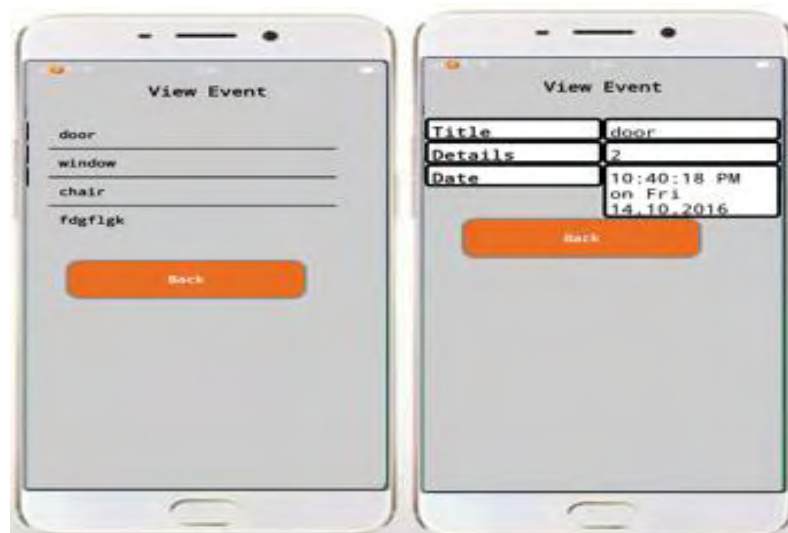 View Event
door
window
chair
fdgflgk
Back
View Event
Title door
Details 2
Date 10:40:18 PM
on Fri
14.10.2016
Back